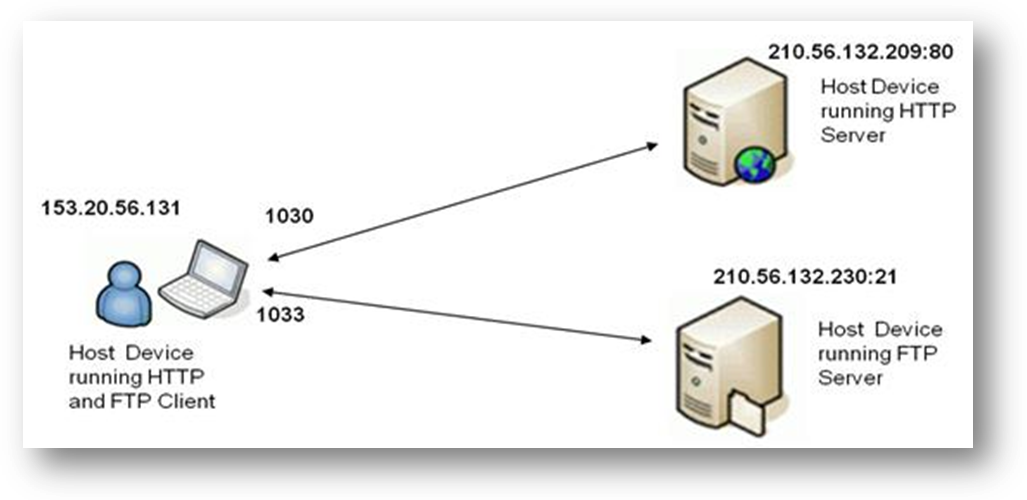 210.56.132.209:80
Host Device
running HTTP
Server
153.20.56.131
1030
210.56.132.230:21
1033
Host Device
running FTP
Server
Host Device
running HTTP
and FTP Client